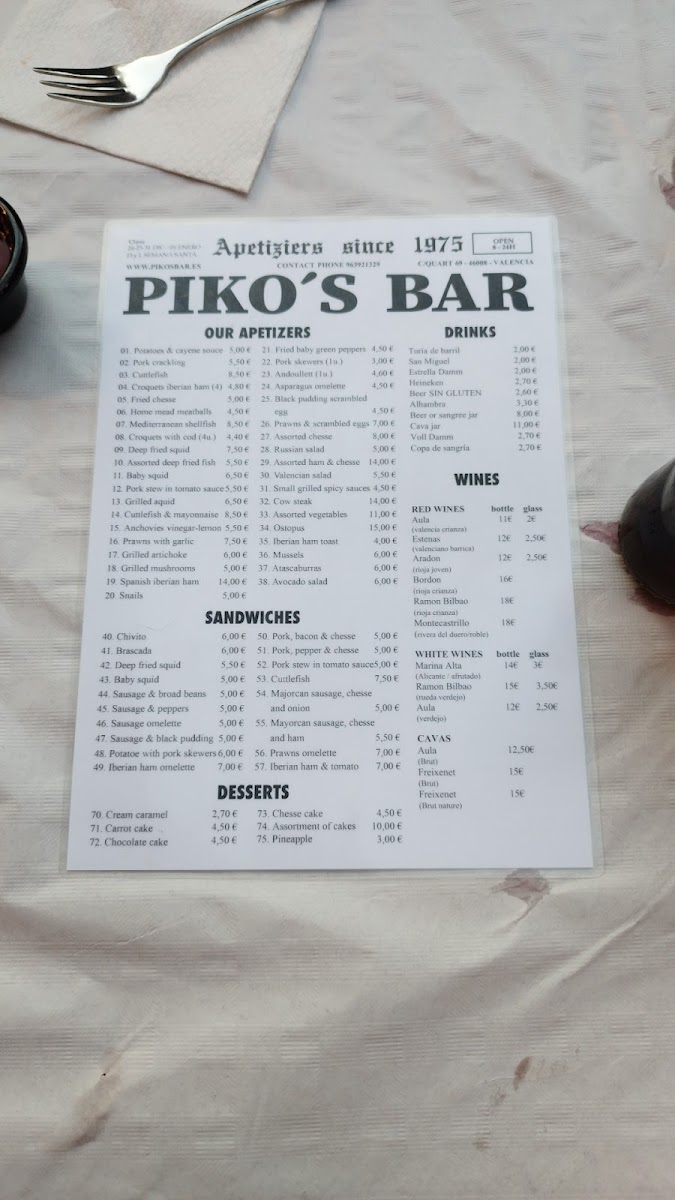 Close
24-25-31 DIC - 05 ENERO
Apetiziers since 1975
OPEN
8 - 24H
WWW.PIKOSBAR.ES
CONTACT PHONE 963921329
C/QUART 60 - 46008 - VALENCIA
PIKO´S BAR
OUR APETIZERS
01. Potatoes & cayene souce 5,00 €
02. Pork crackling 5,50 €
03. Cuttlefish 8,50 €
04. Croquets iberian ham (4) 4,80 €
05. Fried chesse 5,00 €
06. Home mead meatballs 4,50 €
07. Mediterranean shellfish 8,50 €
08. Croquets with cod (4u.) 4,40 €
09. Deep fried squid 7,50 €
10. Assorted deep fried fish 5,50 €
11. Baby squid 6,50 €
12. Pork stew in tomato sauce 5,50 €
13. Grilled aquid 6,50 €
14. Cuttlefish & mayonnaise 8,50 €
15. Anchovies vinegar-lemon 5,50 €
16. Prawns with garlic 7,50 €
17. Grilled artichoke 6,00 €
18. Grilled mushrooms 5,00 €
19. Spanish iberian ham 14,00 €
20. Snails 5,00 €
21. Fried baby green peppers 4,50 €
22. Pork skewers (1u.) 3,00 €
23. Andoullett (1u.) 4,60 €
24. Asparagus omelette 4,50 €
25. Black pudding scrambled
egg 4,50 €
26. Prawns & scrambled eggs 7,00 €
27. Assorted chesse 8,00 €
28. Russian salad 5,00 €
29. Assorted ham & chesse 14,00 €
30. Valencian salad 5,50 €
31. Small grilled spicy sauces 4,50 €
32. Cow steak 14,00 €
33. Assorted vegetables 11,00 €
34. Ostopus 15,00 €
35. Iberian ham toast 4,00 €
36. Mussels 6,00 €
37. Atascaburras 6,00 €
38. Avocado salad 6,00 €
DRINKS
Turia de barril 2,00 €
San Miguel 2,00 €
Estrella Damm 2,00 €
Heineken 2,70 €
Beer SIN GLUTEN 2,60 €
Alhambra 3,30 €
Beer or sangree jar 8,00 €
Cava jar 11,00 €
Voll Damm 2,70 €
Copa de sangría 2,70 €
WINES
RED WINES bottle glass
Aula 11€ 2€
(valencia crianza)
Estenas 12€ 2,50€
(valenciano barrica)
Aradon 12€ 2,50€
(rioja joven)
Bordon 16€
(rioja crianza)
Ramon Bilbao 18€
(rioja crianza)
Montecastrillo 18€
(rivera del duero/roble)
WHITE WINES bottle glass
Marina Alta 14€ 3€
(Alicante / afrutado)
Ramon Bilbao 15€ 3,50€
(rueda verdejo)
Aula 12€ 2,50€
(verdejo)
CAVAS
Aula 12,50€
(Brut)
Freixenet 15€
(Brut)
Freixenet 15€
(Brut nature)
SANDWICHES
40. Chivito 6,00 €
41. Brascada 6,00 €
42. Deep fried squid 5,50 €
43. Baby squid 5,00 €
44. Sausage & broad beans 5,00 €
45. Sausage & peppers 5,00 €
46. Sausage omelette 5,00 €
47. Sausage & black pudding 5,00 €
48. Potatoe with pork skewers 6,00 €
49. Iberian ham omelette 7,00 €
50. Pork, bacon & chesse 5,00 €
51. Pork, pepper & chesse 5,00 €
52. Pork stew in tomato sauce 5,00 €
53. Cuttlefish 7,50 €
54. Majorcan sausage, chesse
and onion 5,00 €
55. Mayorcan sausage, chesse
and ham 5,50 €
56. Prawns omelette 7,00 €
57. Iberian ham & tomato 7,00 €
DESSERTS
70. Cream caramel 2,70 €
71. Carrot cake 4,50 €
72. Chocolate cake 4,50 €
73. Chesse cake 4,50 €
74. Assortment of cakes 10,00 €
75. Pineapple 3,00 €